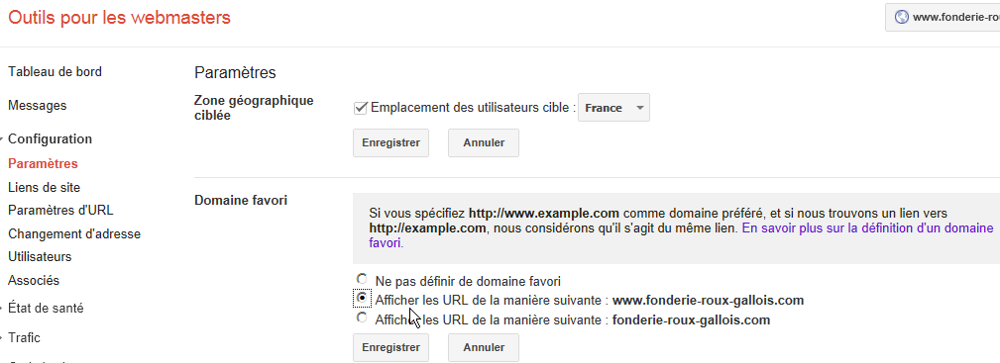 Outils pour les webmasters
www.fonderie-rou
Tableau de bord
Messages
Configuration
Paramètres
Liens de site
Paramètres d'URL
Changement d'adresse
Utilisateurs
Associés
État de santé
Trafic
Paramètres
Zone géographique
ciblée
Emplacement des utilisateurs cible : France
Enregistrer Annuler
Domaine favori
Si vous spécifiez http://www.example.com comme domaine préféré, et si nous trouvons un lien vers
http://example.com, nous considérons qu'il s'agit du même lien. En savoir plus sur la définition d'un domaine
favori.
Ne pas définir de domaine favori
Afficher les URL de la manière suivante : www.fonderie-roux-gallois.com
Afficher les URL de la manière suivante : fonderie-roux-gallois.com
Enregistrer Annuler